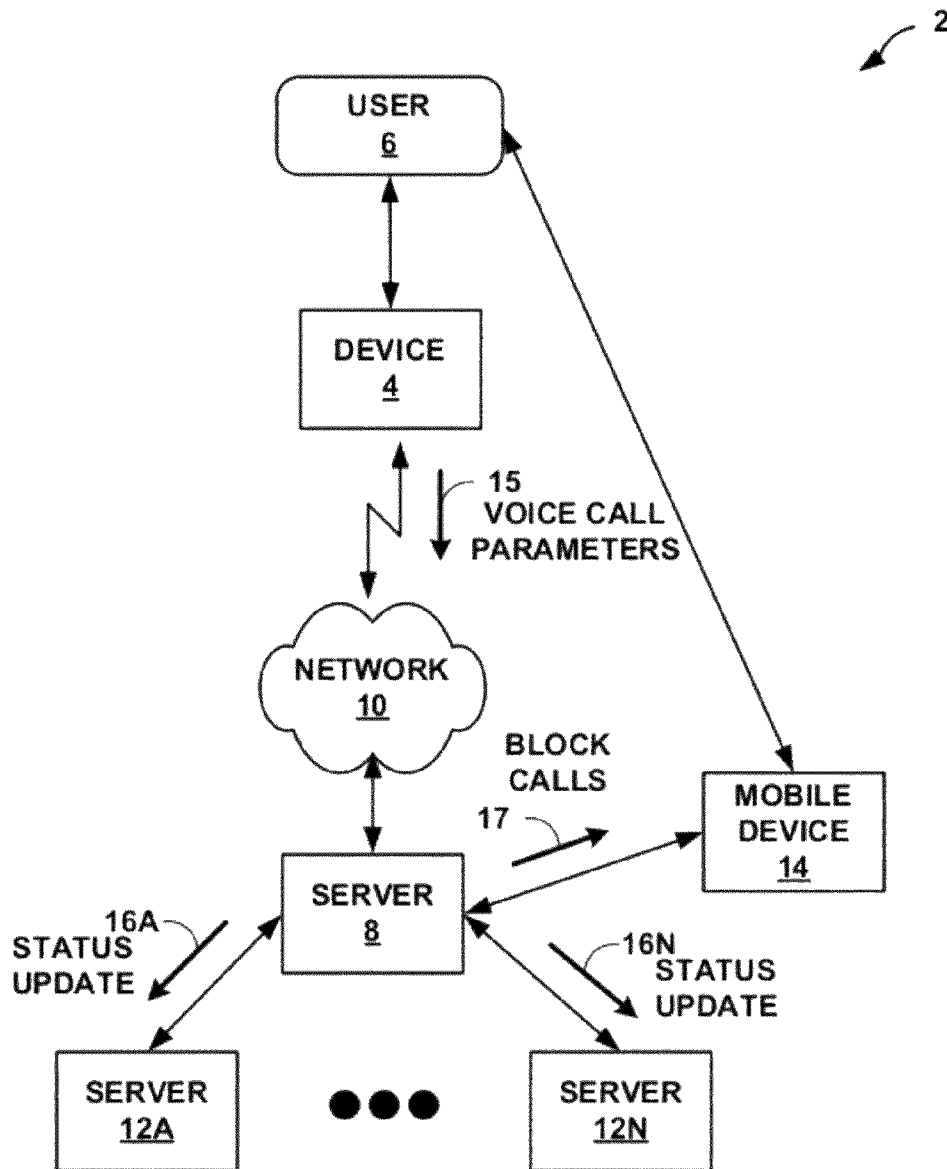 2
USER
6
DEVICE
4
15
VOICE CALL
PARAMETERS
NETWORK
10
BLOCK
CALLS
17
MOBILE
DEVICE
14
SERVER
8
16A
STATUS
UPDATE
16N
STATUS
UPDATE
SERVER
12A
SERVER
12N